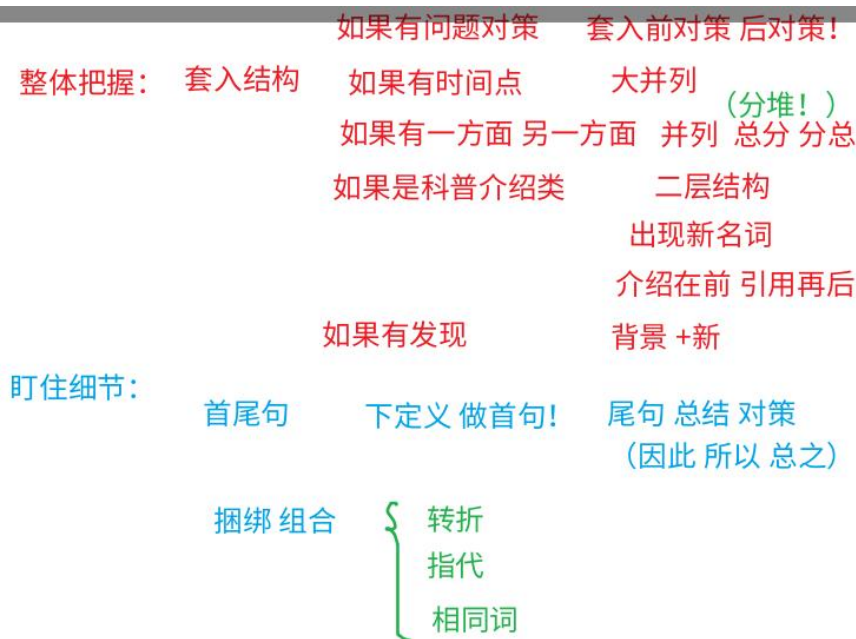 如果有问题对策 套入前对策 后对策！
整体把握： 套入结构 如果有时间点 大并列
（分堆！）
如果有一方面 另一方面 并列 总分 分总
如果是科普介绍类 二层结构
出现新名词
介绍在前 引用再后
如果有发现 背景 +新
盯住细节：
首尾句 下定义 做首句！ 尾句 总结 对策
（因此 所以 总之）
捆绑 组合 转折
指代
相同词